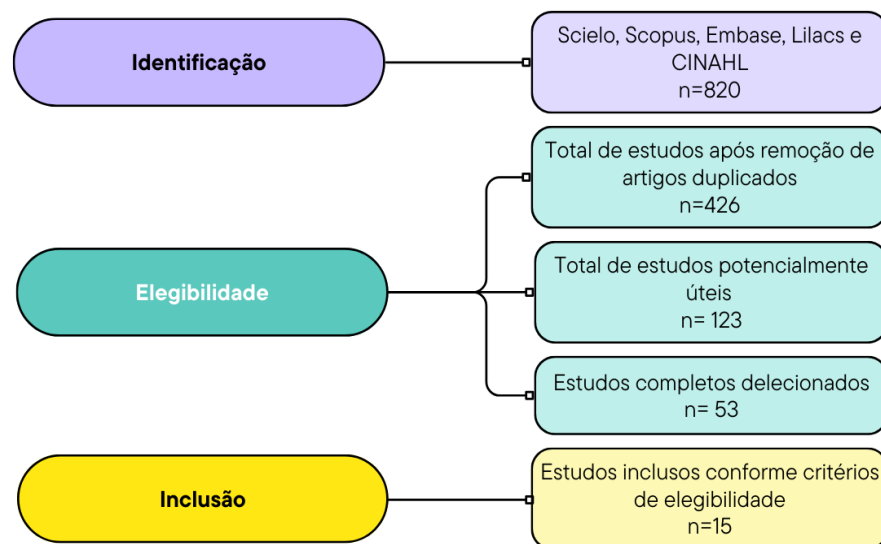 Identificação
Scielo, Scopus, Embase, Lilacs e
CINAHL
n=820
Elegibilidade
Total de estudos após remoção de
artigos duplicados
n=426
Total de estudos potencialmente
úteis
n= 123
Estudos completos delecionados
n= 53
Inclusão
Estudos inclusos conforme critérios
de elegibilidade
n=15